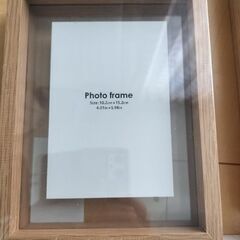 Photo frame
Size: 10.2cm×15.2cm
4.01in×5.98in